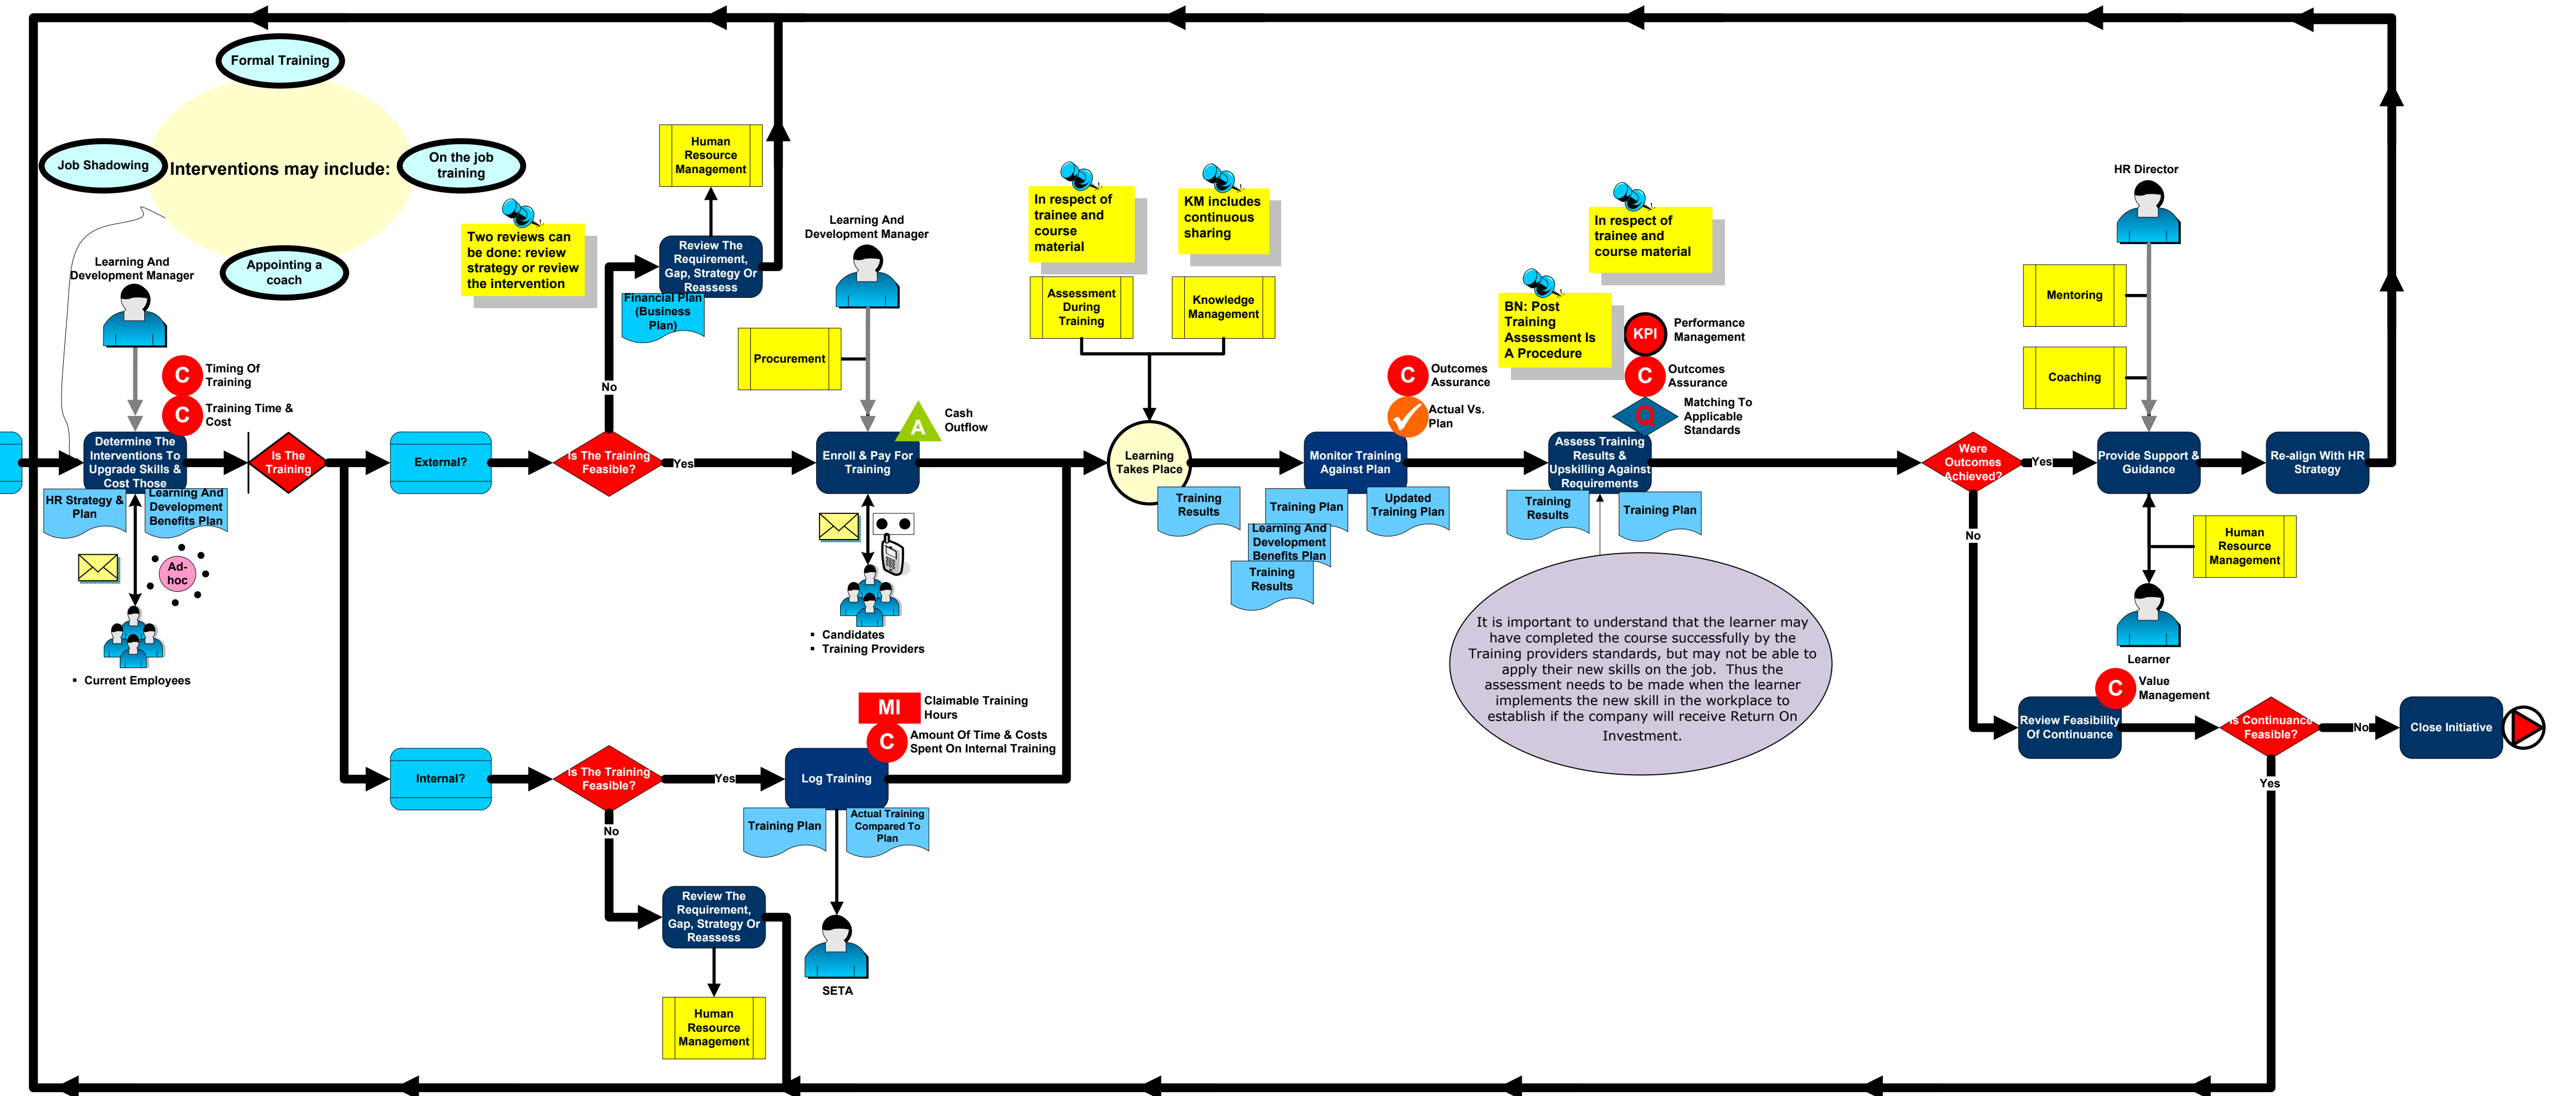 Formal Training
Job Shadowing
Interventions may include:
On the job
training
Appointing a
coach
Learning And
Development Manager
C
Timing Of
Training
C
Training Time &
Cost
Determine The
Interventions To
Upgrade Skills &
Cost Those
HR Strategy &
Plan
Learning And
Development
Benefits Plan
Ad-
hoc
▪ Current Employees
Is The
Training
External?
Internal?
Two reviews can
be done: review
strategy or review
the intervention
Is The Training
Feasible?
No
Yes
Human
Resource
Management
Review The
Requirement,
Gap, Strategy Or
Reassess
Financial Plan
(Business
Plan)
Learning And
Development Manager
Procurement
A
Cash
Outflow
Enroll & Pay For
Training
▪ Candidates
▪ Training Providers
Is The Training
Feasible?
Yes
No
MI
Claimable Training
Hours
C
Amount Of Time & Costs
Spent On Internal Training
Log Training
Training Plan
Actual Training
Compared To
Plan
SETA
Review The
Requirement,
Gap, Strategy Or
Reassess
Human
Resource
Management
In respect of
trainee and
course
material
KM includes
continuous
sharing
Assessment
During
Training
Knowledge
Management
Learning
Takes Place
Training
Results
C
Outcomes
Assurance
Actual Vs.
Plan
Monitor Training
Against Plan
Training Plan
Updated
Training Plan
Learning And
Development
Benefits Plan
Training
Results
In respect of
trainee and
course material
BN: Post
Training
Assessment Is
A Procedure
KPI
Performance
Management
C
Outcomes
Assurance
Q
Matching To
Applicable
Standards
Assess Training
Results &
Upskilling Against
Requirements
Training
Results
Training Plan
It is important to understand that the learner may
have completed the course successfully by the
Training providers standards, but may not be able to
apply their new skills on the job. Thus the
assessment needs to be made when the learner
implements the new skill in the workplace to
establish if the company will receive Return On
Investment.
Were
Outcomes
Achieved?
Yes
No
HR Director
Mentoring
Coaching
Provide Support &
Guidance
Re-align With HR
Strategy
Human
Resource
Management
Learner
C
Value
Management
Review Feasibility
Of Continuance
Is Continuance
Feasible?
No
Yes
Close Initiative